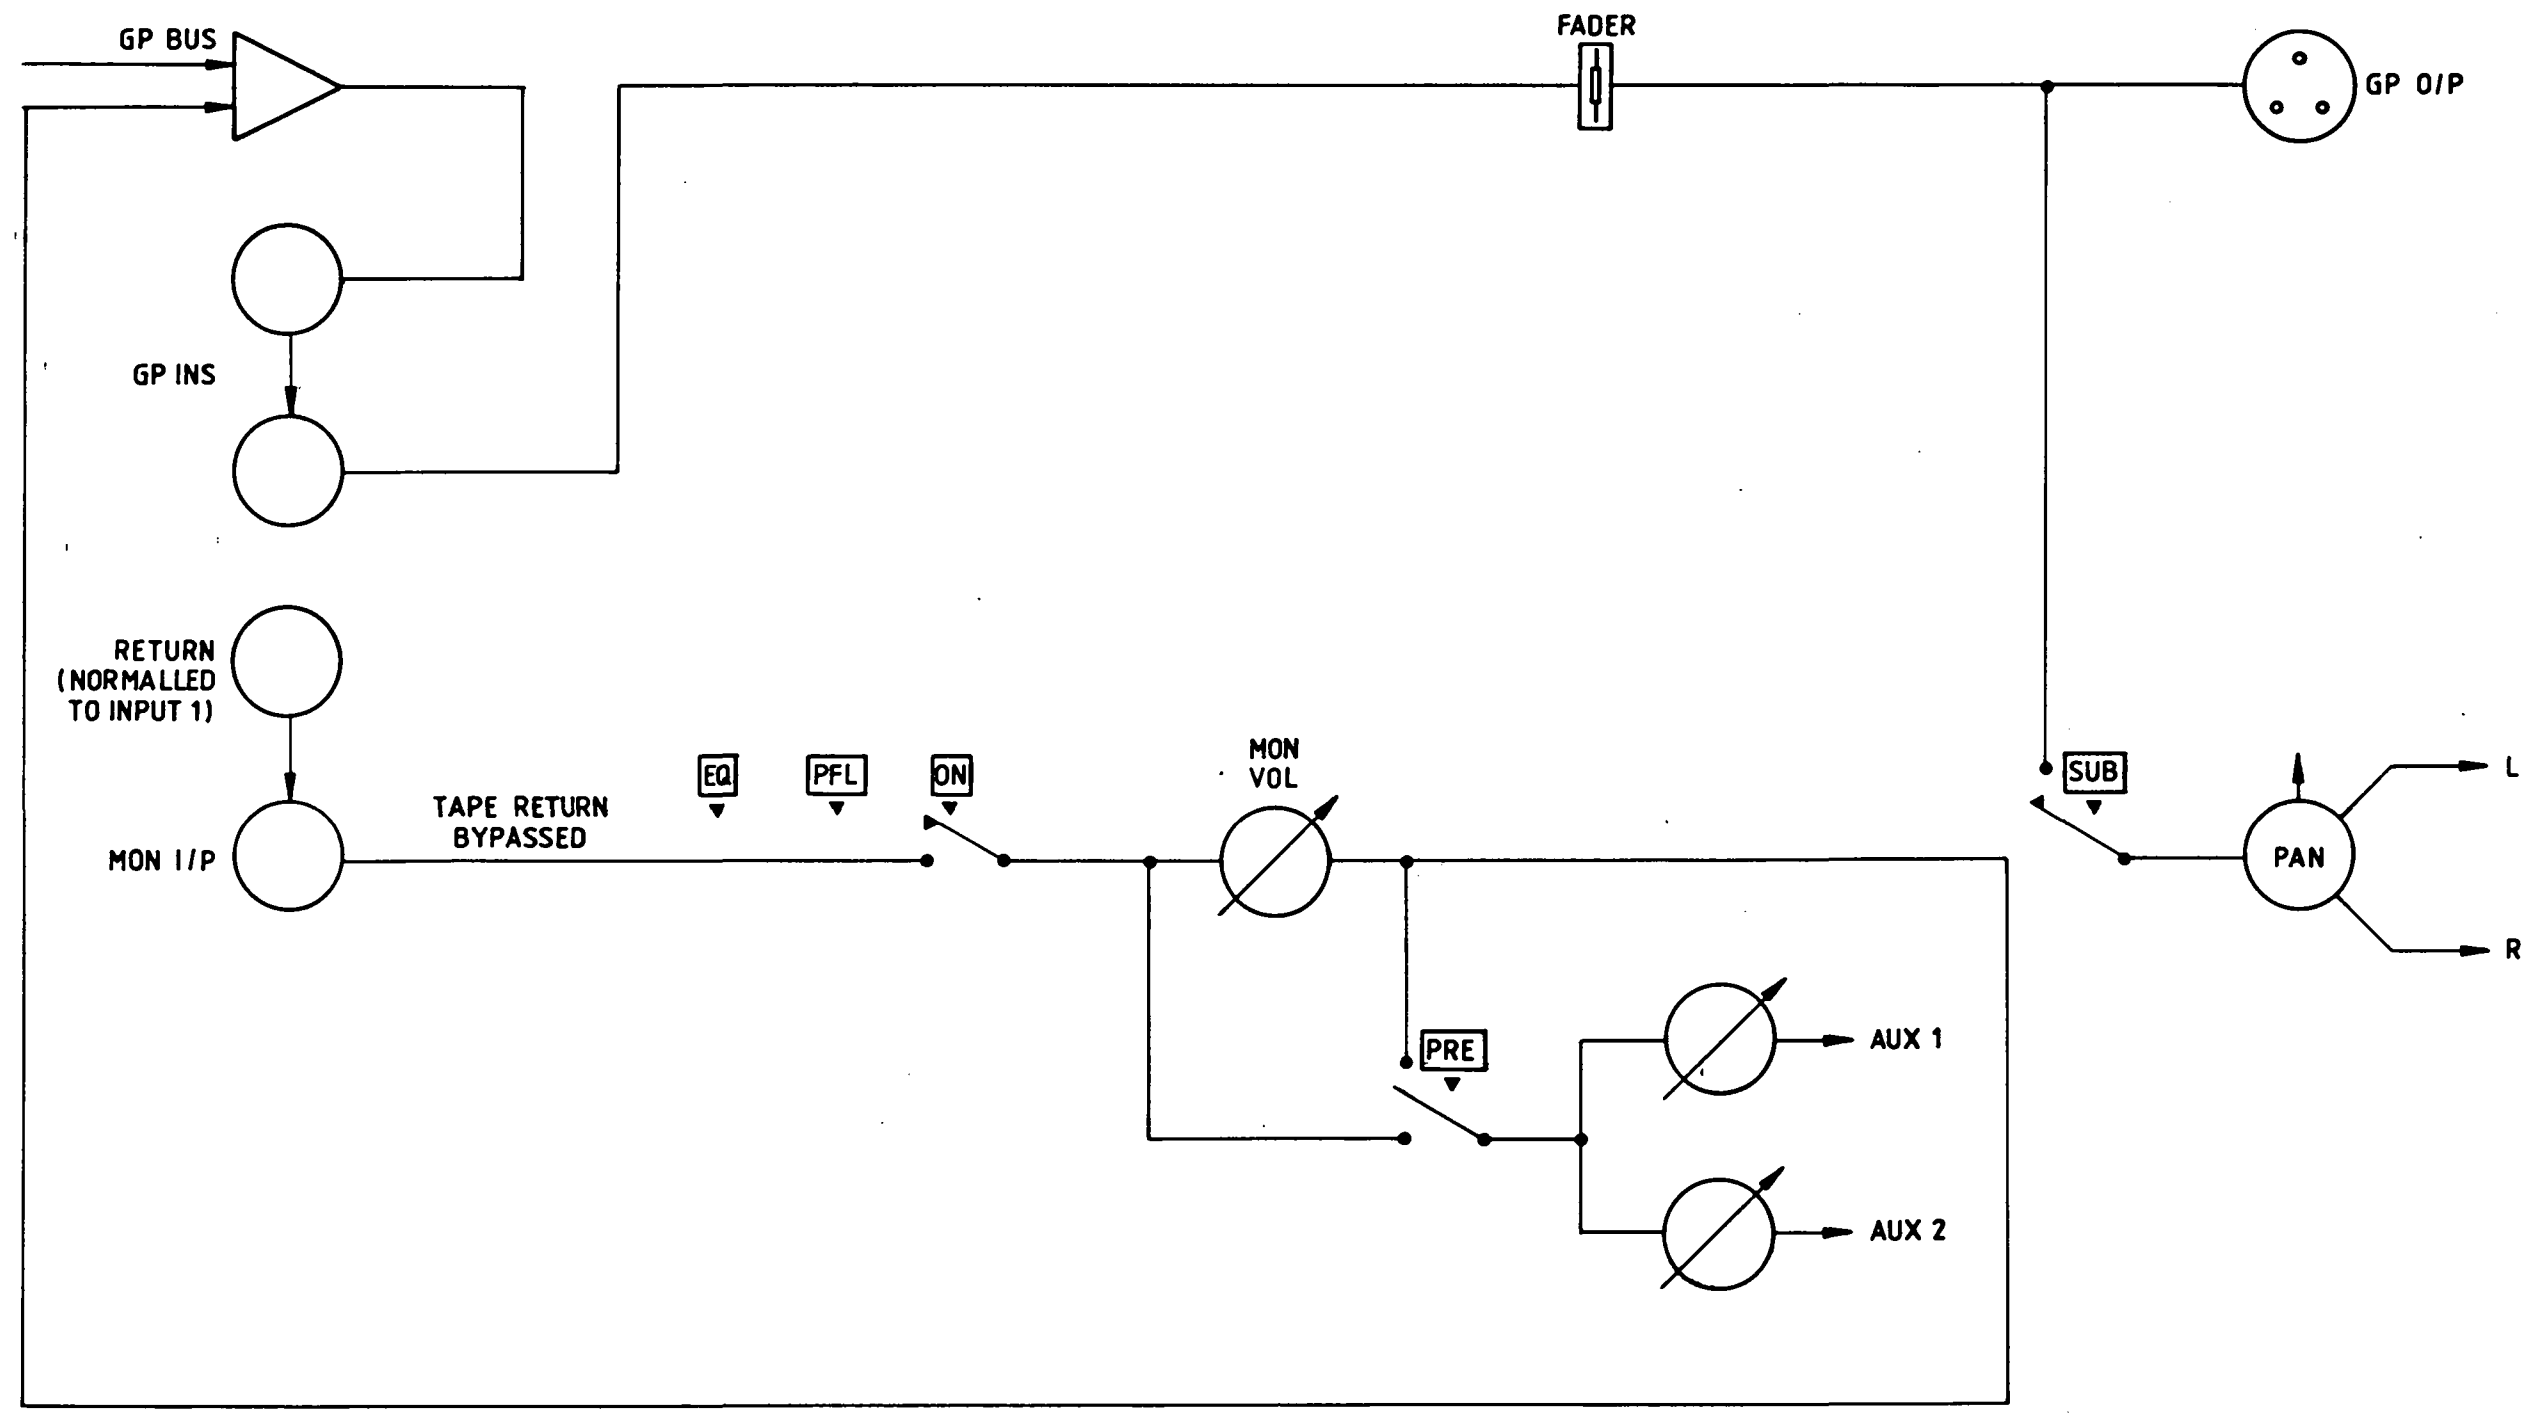 FADER
GP BUS
GP O/P
GP INS
RETURN
(NORMALLED
TO INPUT 1)
MON I/P
TAPE RETURN
BYPASSED
EQ
PFL
ON
MON
VOL
SUB
PAN
L
R
PRE
AUX 1
AUX 2